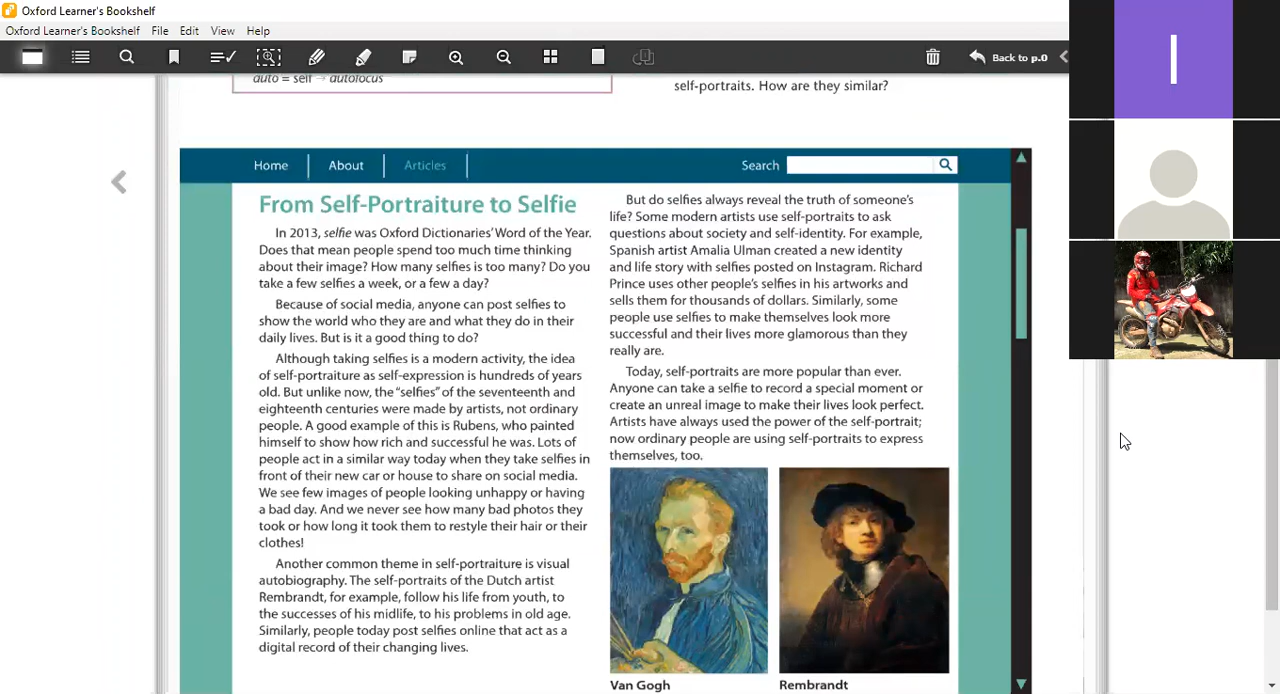 Oxford Learner's Bookshelf
Oxford Learner's Bookshelf File Edit View Help
Back to p.0
auto = self → autofocus
self-portraits. How are they similar?
Home About Articles Search
From Self-Portraiture to Selfie
In 2013, selfie was Oxford Dictionaries' Word of the Year.
Does that mean people spend too much time thinking
about their image? How many selfies is too many? Do you
take a few selfies a week, or a few a day?
Because of social media, anyone can post selfies to
show the world who they are and what they do in their
daily lives. But is it a good thing to do?
Although taking selfies is a modern activity, the idea
of self-portraiture as self-expression is hundreds of years
old. But unlike now, the "selfies" of the seventeenth and
eighteenth centuries were made by artists, not ordinary
people. A good example of this is Rubens, who painted
himself to show how rich and successful he was. Lots of
people act in a similar way today when they take selfies in
front of their new car or house to share on social media.
We see few images of people looking unhappy or having
a bad day. And we never see how many bad photos they
took or how long it took them to restyle their hair or their
clothes!
Another common theme in self-portraiture is visual
autobiography. The self-portraits of the Dutch artist
Rembrandt, for example, follow his life from youth, to
the successes of his midlife, to his problems in old age.
Similarly, people today post selfies online that act as a
digital record of their changing lives.
But do selfies always reveal the truth of someone's
life? Some modern artists use self-portraits to ask
questions about society and self-identity. For example,
Spanish artist Amalia Ulman created a new identity
and life story with selfies posted on Instagram. Richard
Prince uses other people's selfies in his artworks and
sells them for thousands of dollars. Similarly, some
people use selfies to make themselves look more
successful and their lives more glamorous than they
really are.
Today, self-portraits are more popular than ever.
Anyone can take a selfie to record a special moment or
create an unreal image to make their lives look perfect.
Artists have always used the power of the self-portrait;
now ordinary people are using self-portraits to express
themselves, too.
Van Gogh
Rembrandt
I